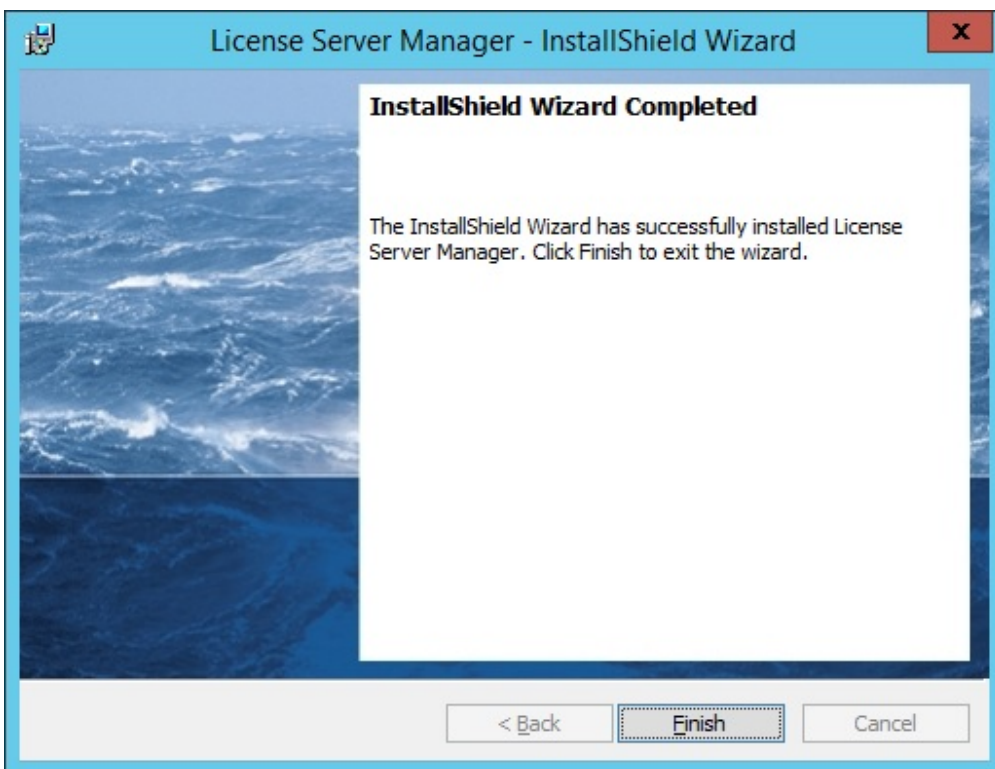 License Server Manager - InstallShield Wizard
x
InstallShield Wizard Completed
The InstallShield Wizard has successfully installed License
Server Manager. Click Finish to exit the wizard.
< Back
Finish
Cancel